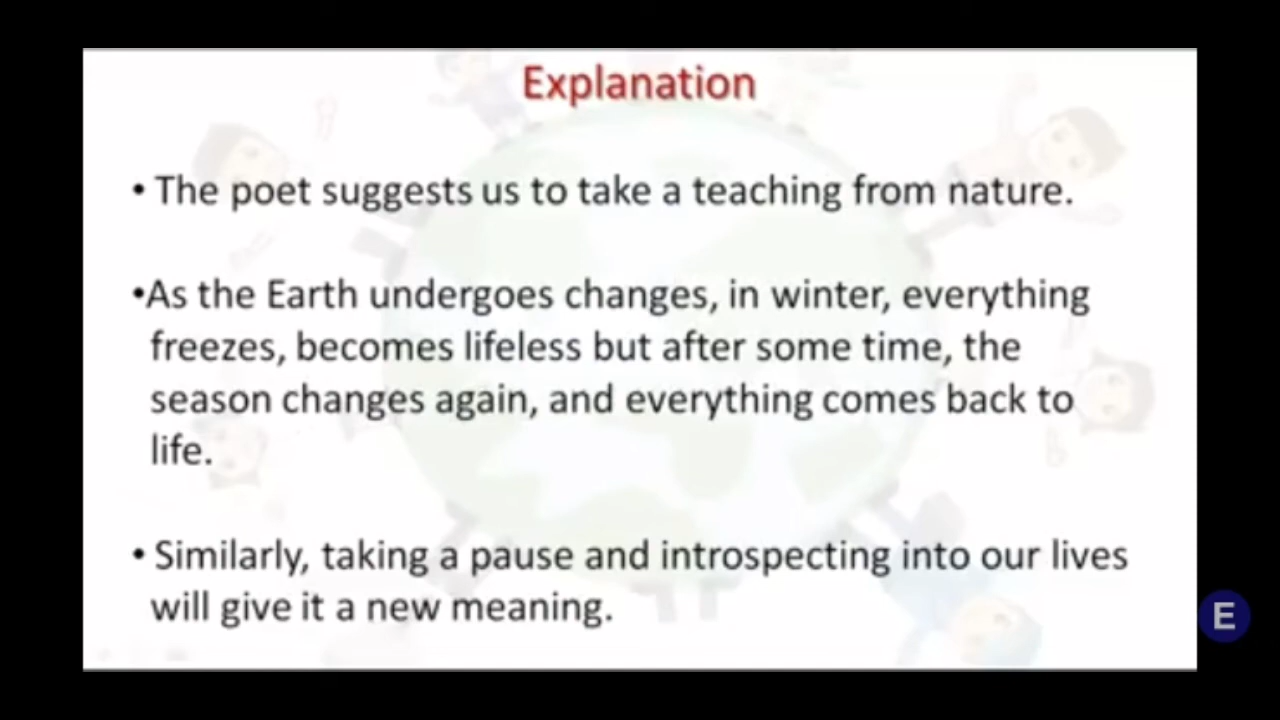 Explanation
• The poet suggests us to take a teaching from nature.
•As the Earth undergoes changes, in winter, everything
freezes, becomes lifeless but after some time, the
season changes again, and everything comes back to
life.
• Similarly, taking a pause and introspecting into our lives
will give it a new meaning.
E